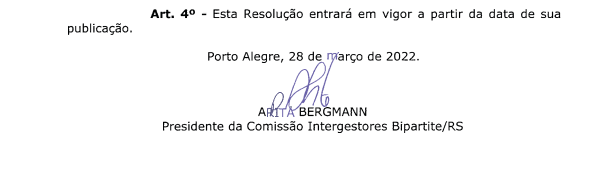 Art. 4º - Esta Resolução entrará em vigor a partir da data de sua
publicação.
Porto Alegre, 28 de março de 2022.
ARITA BERGMANN
Presidente da Comissão Intergestores Bipartite/RS